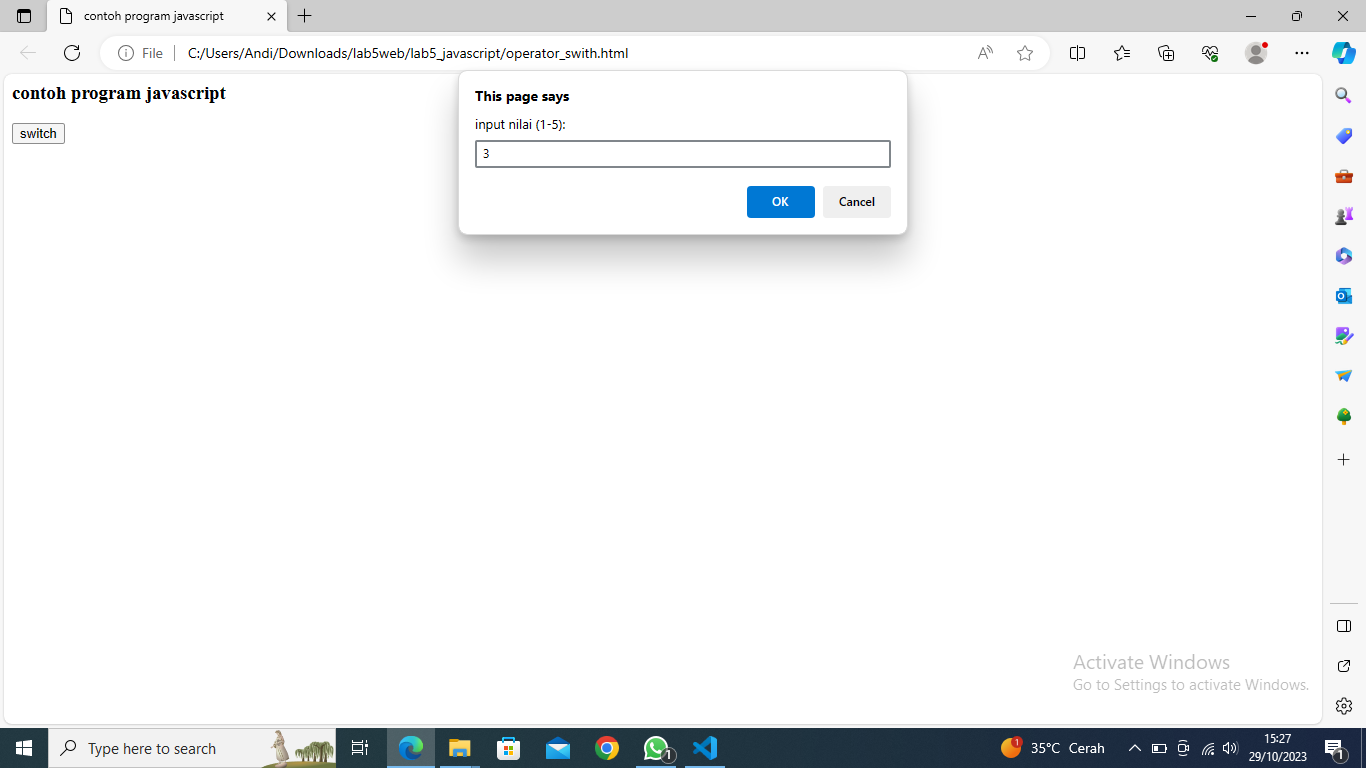 contoh program javascript
File
C:/Users/Andi/Downloads/lab5web/lab5_javascript/operator_swith.html
contoh program javascript
switch
This page says
input nilai (1-5):
3
OK
Cancel
Activate Windows
Go to Settings to activate Windows.
Type here to search
1
1
35°C Cerah
15:27
29/10/2023
1